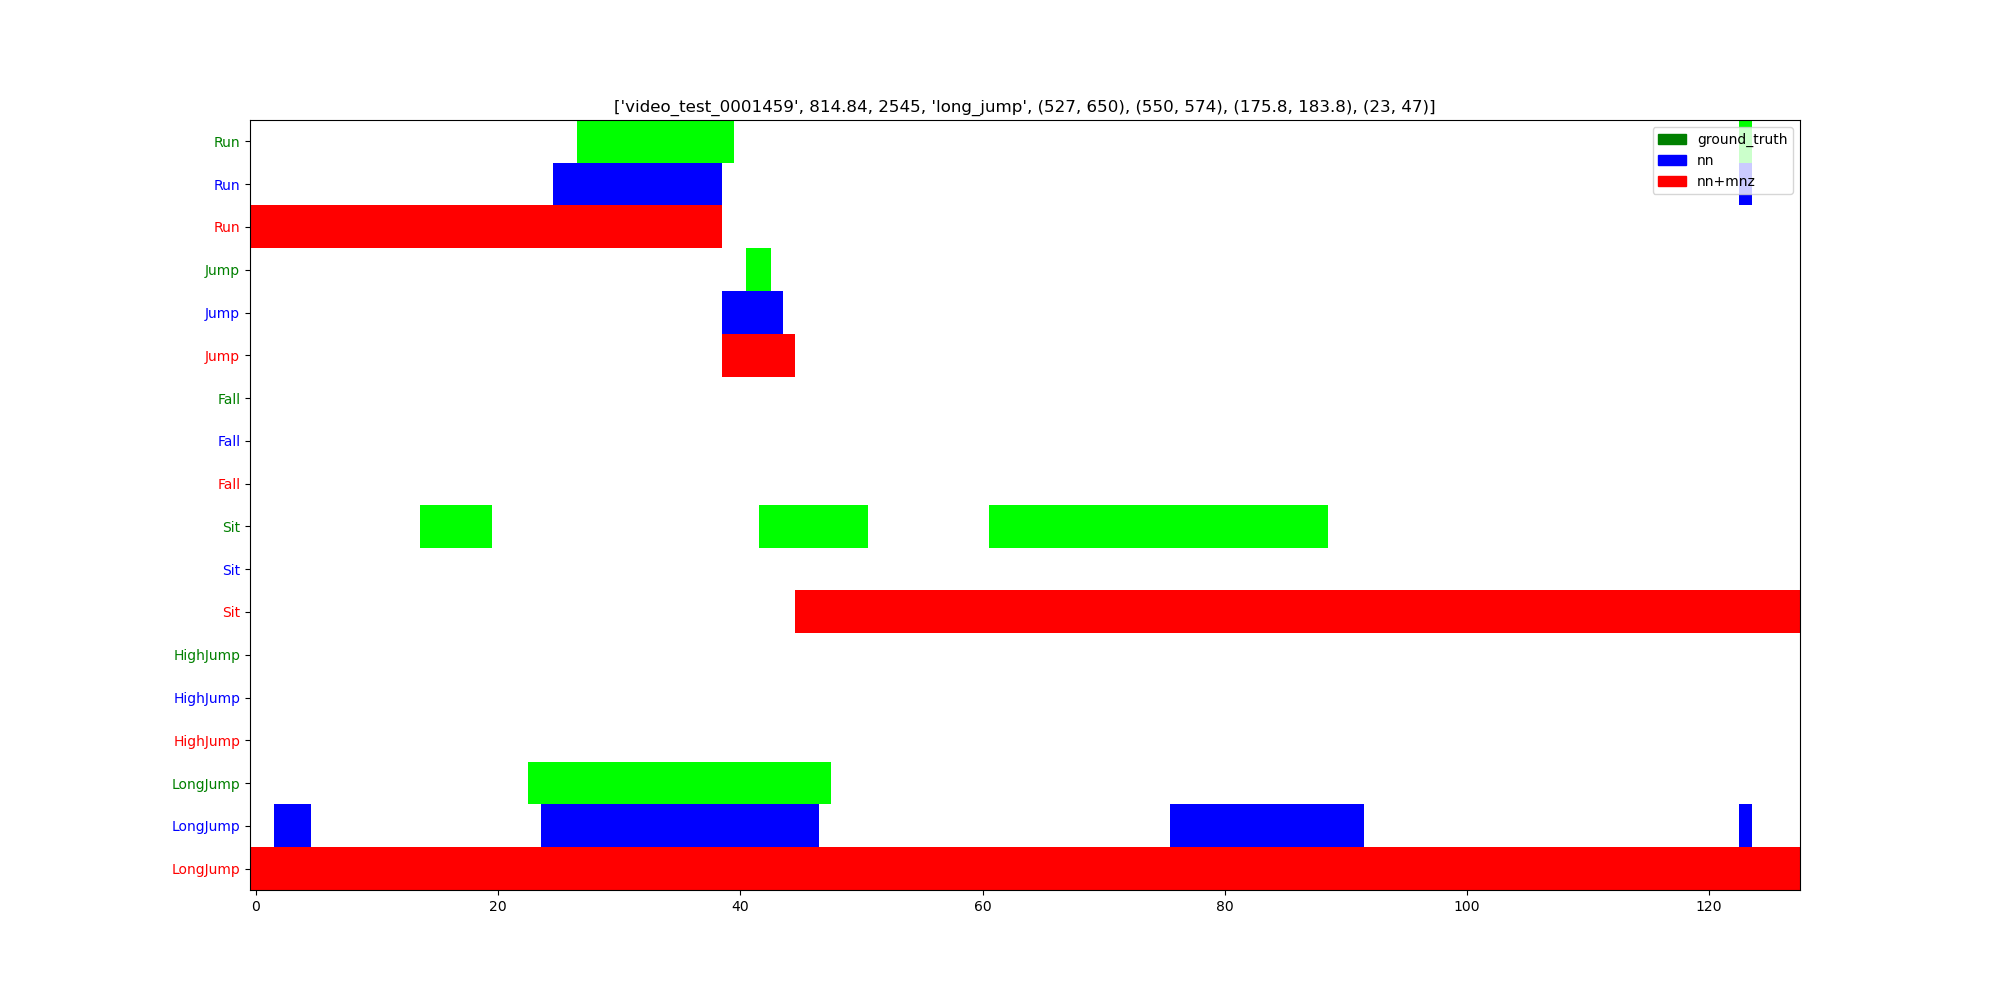 ['video_test_0001459', 814.84, 2545, 'long_jump', (527, 650), (550, 574), (175.8, 183.8), (23, 47)]
Run
Run
Run
Jump
Jump
Jump
Fall
Fall
Fall
Sit
Sit
Sit
HighJump
HighJump
HighJump
LongJump
LongJump
LongJump
ground_truth
nn
nn+mnz
0 20 40 60 80 100 120